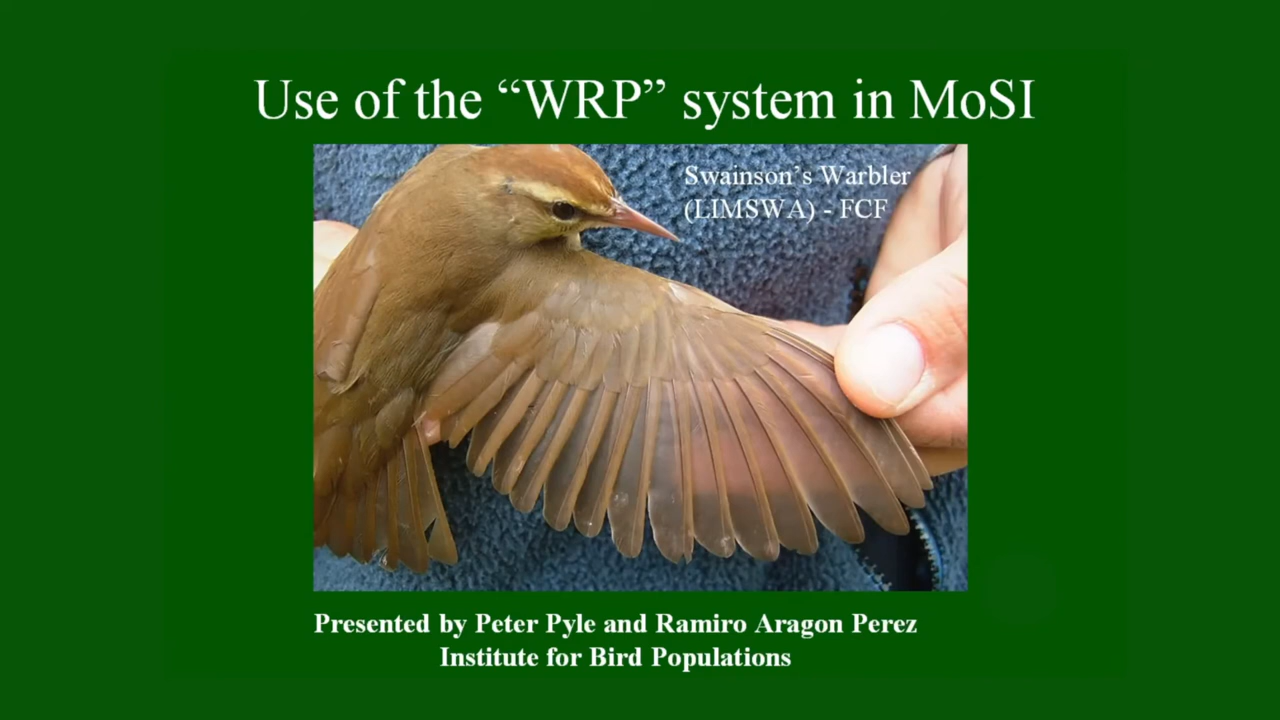 Use of the “WRP” system in MoSI
Swainson’s Warbler
(LIMSWA) - FCF
Presented by Peter Pyle and Ramiro Aragon Perez
Institute for Bird Populations